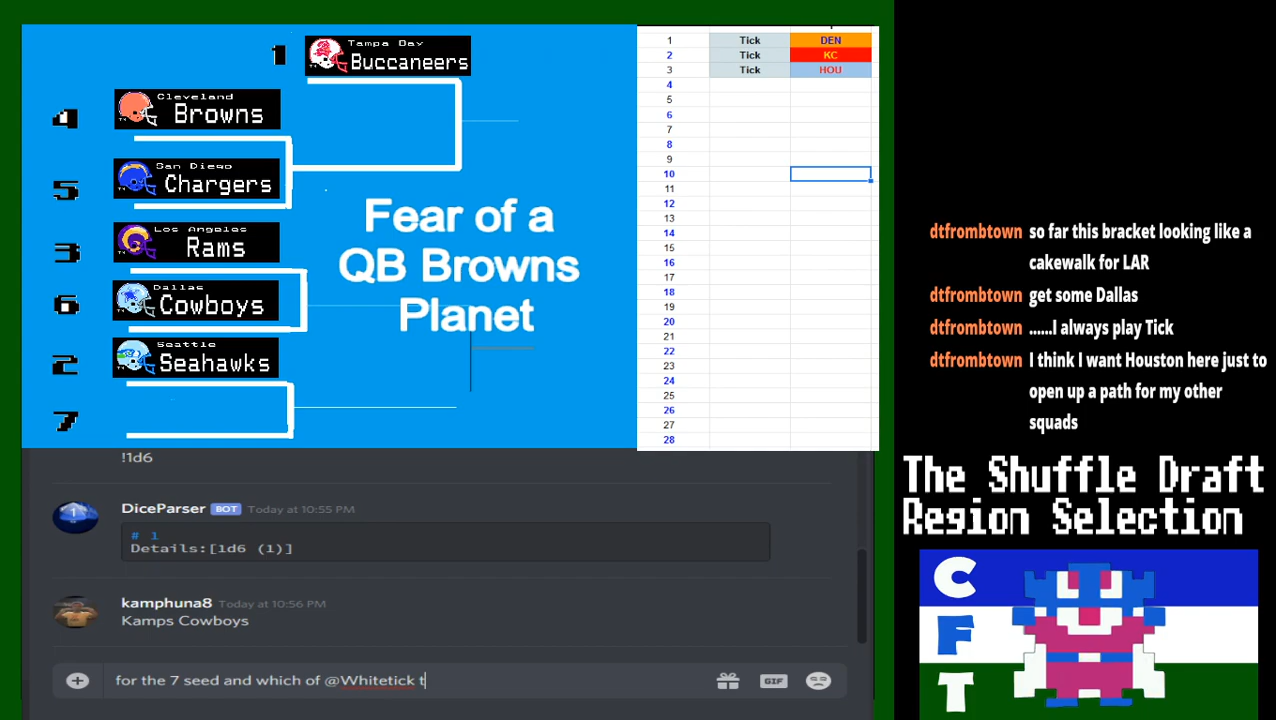 1
Tampa Bay
Buccaneers
4
Cleveland
Browns
5
San Diego
Chargers
3
Los Angeles
Rams
6
Dallas
Cowboys
2
Seattle
Seahawks
7
Fear of a
QB Browns
Planet
1 Tick DEN
2 Tick KC
3 Tick HOU
4
5
6
7
8
9
10
11
12
13
14
15
16
17
18
19
20
21
22
23
24
25
26
27
28
!1d6
DiceParser BOT Today at 10:55 PM
# 1
Details:[1d6 (1)]
kamphuna8 Today at 10:56 PM
Kamps Cowboys
for the 7 seed and which of @Whitetick t
GIF
dtfrombtown so far this bracket looking like a
cakewalk for LAR
dtfrombtown get some Dallas
dtfrombtown ......I always play Tick
dtfrombtown I think I want Houston here just to
open up a path for my other
squads
The Shuffle Draft
Region Selection
C
F
T